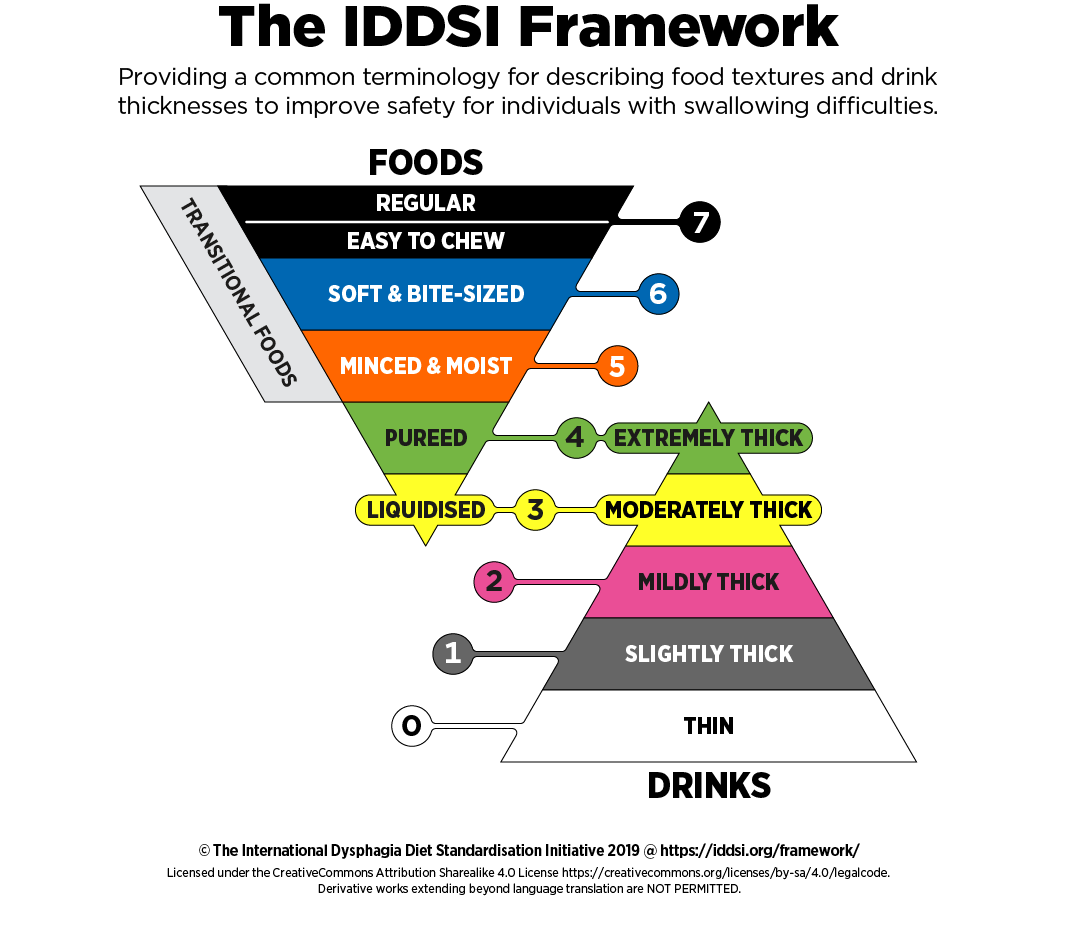 The IDDSI Framework
Providing a common terminology for describing food textures and drink
thicknesses to improve safety for individuals with swallowing difficulties.
FOODS
TRANSITIONAL FOODS
REGULAR
EASY TO CHEW
7
SOFT & BITE-SIZED
6
MINCED & MOIST
5
PUREED
4
EXTREMELY THICK
LIQUIDISED
3
MODERATELY THICK
2
MILDLY THICK
1
SLIGHTLY THICK
0
THIN
DRINKS
© The International Dysphagia Diet Standardisation Initiative 2019 @ https://iddsi.org/framework/
Licensed under the CreativeCommons Attribution Sharealike 4.0 License https://creativecommons.org/licenses/by-sa/4.0/legalcode.
Derivative works extending beyond language translation are NOT PERMITTED.